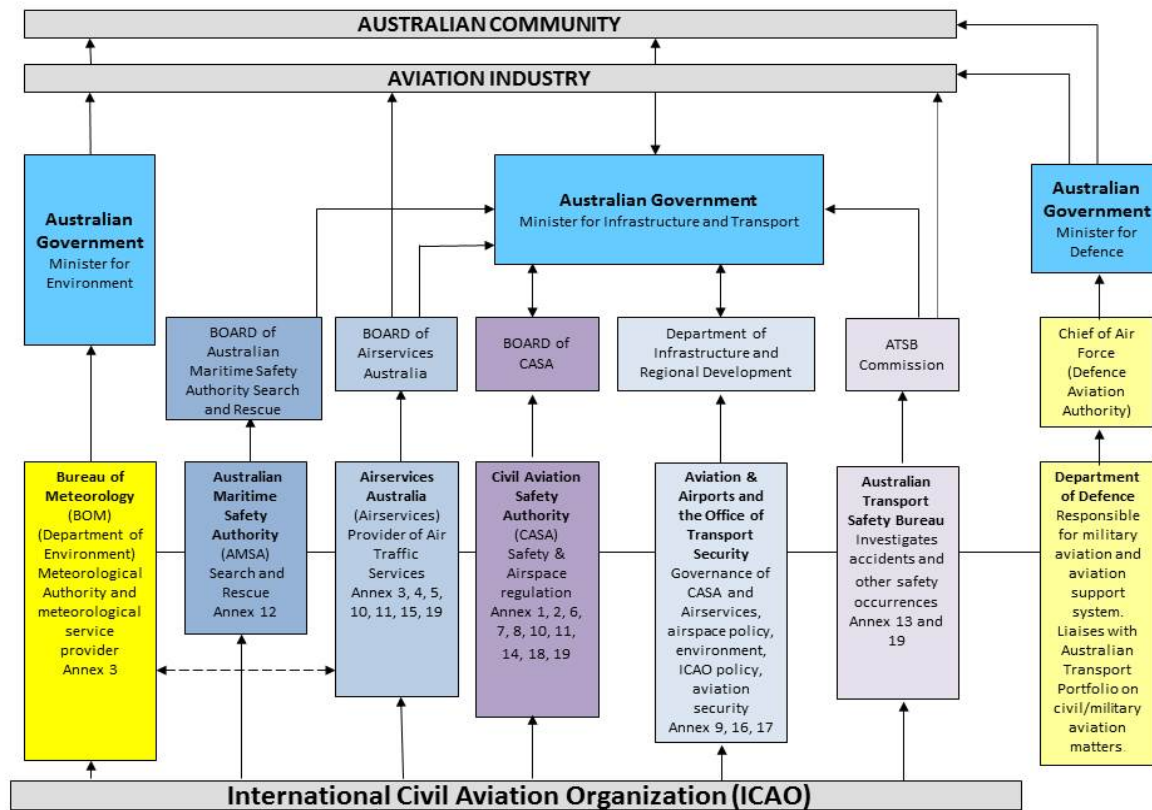 AUSTRALIAN COMMUNITY
AVIATION INDUSTRY
Australian
Government
Minister for
Environment
Australian Government
Minister for Infrastructure and Transport
Australian
Government
Minister for
Defence
BOARD of
Australian
Maritime Safety
Authority Search
and Rescue
BOARD of
Airservices
Australia
BOARD of
CASA
Department of
Infrastructure and
Regional Development
ATSB
Commission
Chief of Air
Force
(Defence
Aviation
Authority)
Bureau of
Meteorology
(BOM)
(Department of
Environment)
Meteorological
Authority and
meteorological
service
provider
Annex 3
Australian
Maritime
Safety
Authority
(AMSA)
Search and
Rescue
Annex 12
Airservices
Australia
(Airservices)
Provider of Air
Traffic
Services
Annex 3, 4, 5,
10, 11, 15, 19
Civil Aviation
Safety
Authority
(CASA)
Safety &
Airspace
regulation
Annex 1, 2, 6,
7, 8, 10, 11,
14, 18, 19
Aviation &
Airports and
the Office of
Transport
Security
Governance of
CASA and
Airservices,
airspace policy,
environment,
ICAO policy,
aviation
security
Annex 9, 16, 17
Australian
Transport
Safety Bureau
Investigates
accidents and
other safety
occurrences
Annex 13 and
19
Department
of Defence
Responsible
for military
aviation and
aviation
support
system.
Liaises with
Australian
Transport
Portfolio on
civil/military
aviation
matters.
International Civil Aviation Organization (ICAO)